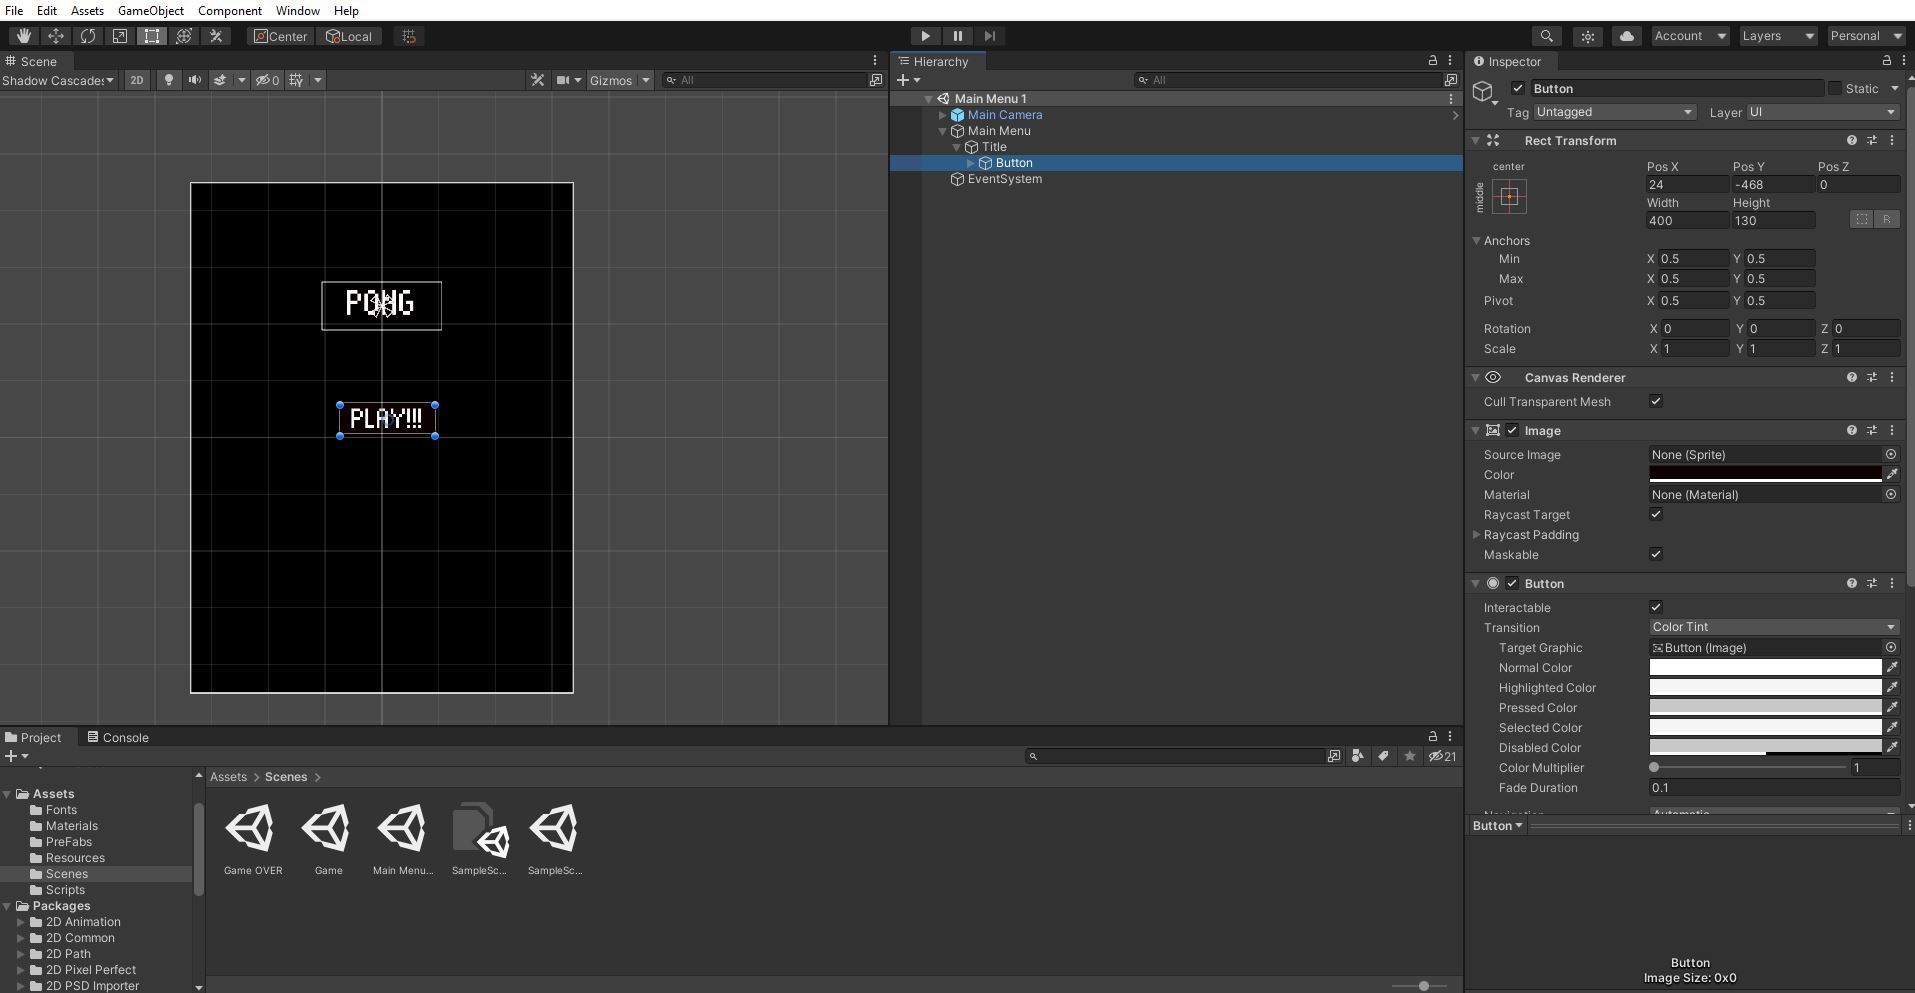 File Edit Assets GameObject Component Window Help
Center Local Account Layers Personal
Scene
Shadow Cascades 2D 0 Gizmos All
PONG
PLAY!!!
Hierarchy
All
Main Menu 1
Main Camera
Main Menu
Title
Button
EventSystem
Inspector
Button Static
Tag Untagged Layer UI
Rect Transform
center
middle
Pos X Pos Y Pos Z
24 -468 0
Width Height
400 130 R
Anchors
Min X 0.5 Y 0.5
Max X 0.5 Y 0.5
Pivot X 0.5 Y 0.5
Rotation X 0 Y 0 Z 0
Scale X 1 Y 1 Z 1
Canvas Renderer
Cull Transparent Mesh
Image
Source Image None (Sprite)
Color
Material None (Material)
Raycast Target
Raycast Padding
Maskable
Button
Interactable
Transition Color Tint
Target Graphic Button (Image)
Normal Color
Highlighted Color
Pressed Color
Selected Color
Disabled Color
Color Multiplier 1
Fade Duration 0.1
Button
Button
Image Size: 0x0
Project Console
21
Assets > Scenes >
Assets
Fonts
Materials
PreFabs
Resources
Scenes
Scripts
Packages
2D Animation
2D Common
2D Path
2D Pixel Perfect
2D PSD Importer
Game OVER Game Main Menu... SampleSc... SampleSc...